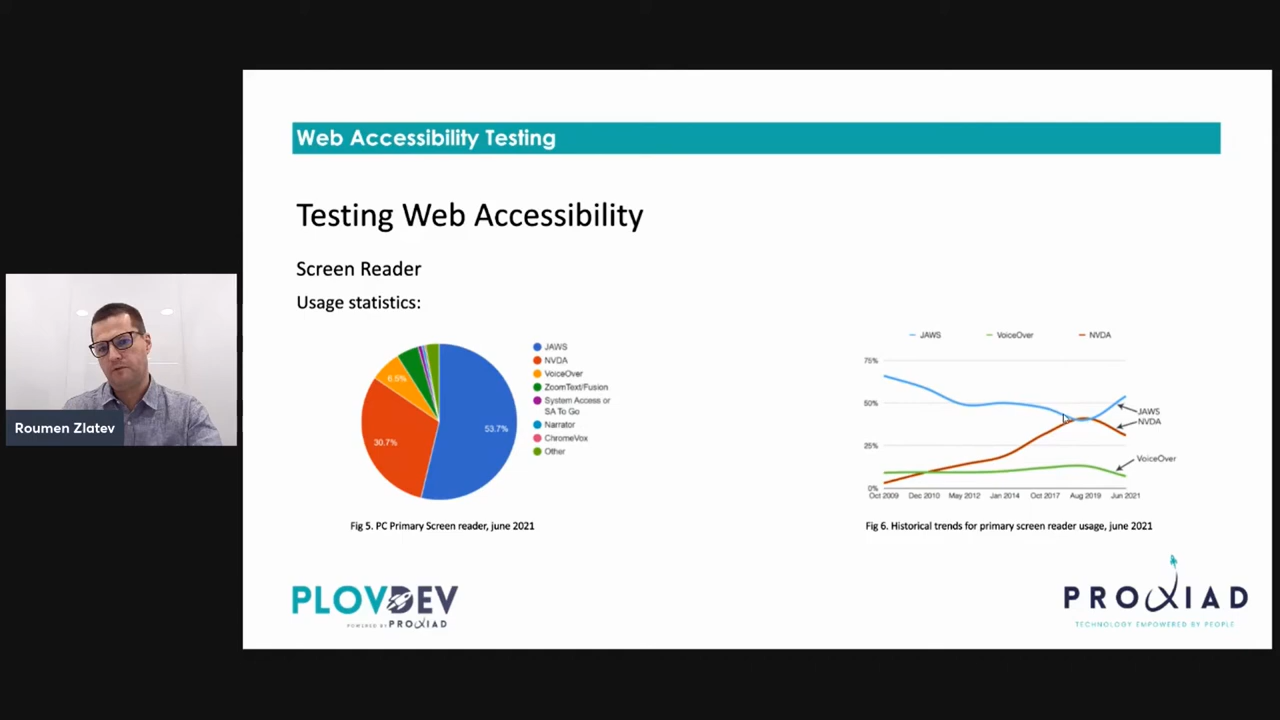 Web Accessibility Testing
Testing Web Accessibility
Screen Reader
Usage statistics:
6.5%
30.7%
53.7%
JAWS
NVDA
VoiceOver
ZoomText/Fusion
System Access or
SA To Go
Narrator
ChromeVox
Other
Fig 5. PC Primary Screen reader, june 2021
JAWS VoiceOver NVDA
75%
50%
25%
0%
JAWS
NVDA
VoiceOver
Oct 2009 Dec 2010 May 2012 Jan 2014 Oct 2017 Aug 2019 Jun 2021
Fig 6. Historical trends for primary screen reader usage, june 2021
Roumen Zlatev
PLOVDEV
POWERED BY PROXIAD
PROXIAD
TECHNOLOGY EMPOWERED BY PEOPLE